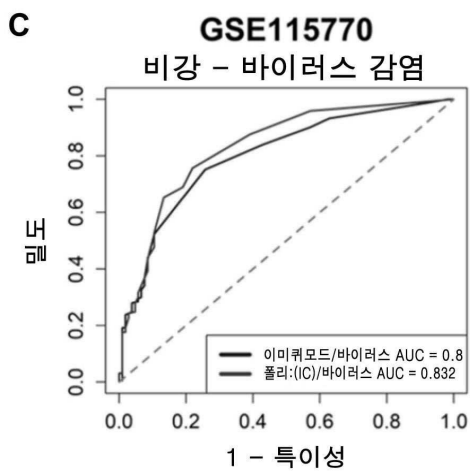 C
GSE115770
비강 – 바이러스 감염
밀도
1.0
0.8
0.6
0.4
0.2
0.0
이미퀴모드/바이러스 AUC = 0.8
폴리:(IC)/바이러스 AUC = 0.832
0.0 0.2 0.4 0.6 0.8 1.0
1 – 특이성